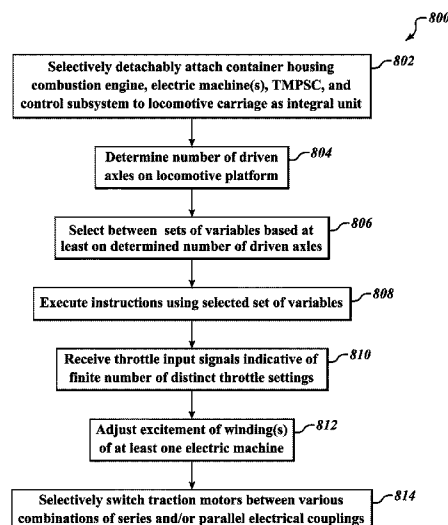 800
Selectively detachably attach container housing
combustion engine, electric machine(s), TMPSC, and
control subsystem to locomotive carriage as integral unit
802
Determine number of driven
axles on locomotive platform
804
Select between sets of variables based at
least on determined number of driven axles
806
Execute instructions using selected set of variables
808
Receive throttle input signals indicative of
finite number of distinct throttle settings
810
Adjust excitement of winding(s)
of at least one electric machine
812
Selectively switch traction motors between various
combinations of series and/or parallel electrical couplings
814